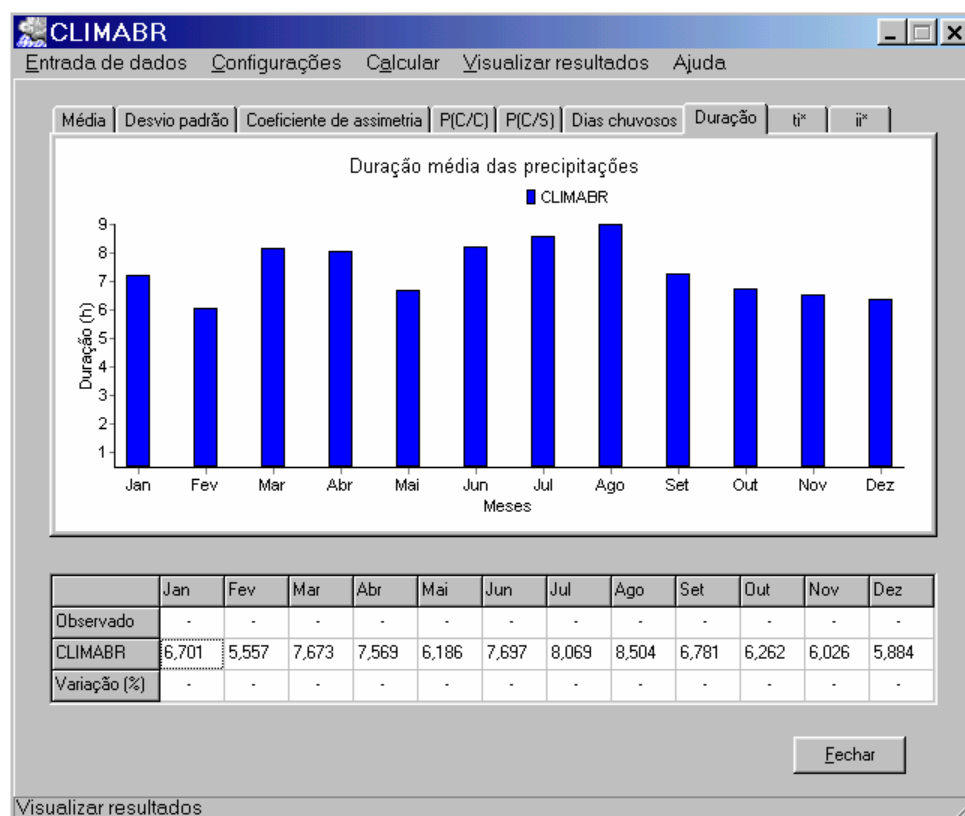 CLIMABR
Entrada de dados Configurações Calcular Visualizar resultados Ajuda
Média Desvio padrão Coeficiente de assimetria P(C/C) P(C/S) Dias chuvosos Duração ti* ii*
Duração média das precipitações
CLIMABR
Duração (h)
9
8
7
6
5
4
3
2
1
Jan Fev Mar Abr Mai Jun Jul Ago Set Out Nov Dez
Meses
Jan Fev Mar Abr Mai Jun Jul Ago Set Out Nov Dez
Observado - - - - - - - - - - - -
CLIMABR 6,701 5,557 7,673 7,569 6,186 7,697 8,069 8,504 6,781 6,262 6,026 5,884
Variação (%) - - - - - - - - - - - -
Fechar
Visualizar resultados